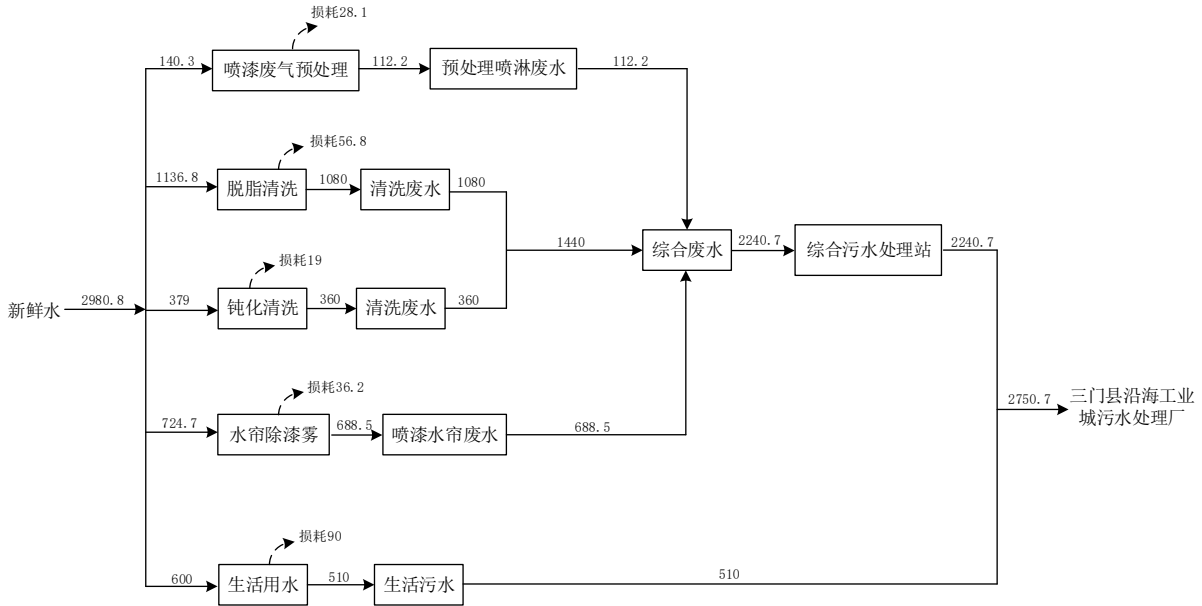 损耗28.1
140.3
喷漆废气预处理
112.2
预处理喷淋废水
112.2
损耗56.8
1136.8
脱脂清洗
1080
清洗废水
1080
1440
综合废水
2240.7
综合污水处理站
2240.7
损耗19
新鲜水
2980.8
379
钝化清洗
360
清洗废水
360
损耗36.2
724.7
水帘除漆雾
688.5
喷漆水帘废水
688.5
2750.7
三门县沿海工业
城污水处理厂
损耗90
600
生活用水
510
生活污水
510